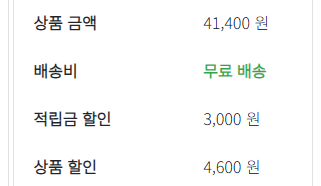 상품 금액 41,400 원
배송비 무료 배송
적립금 할인 3,000 원
상품 할인 4,600 원